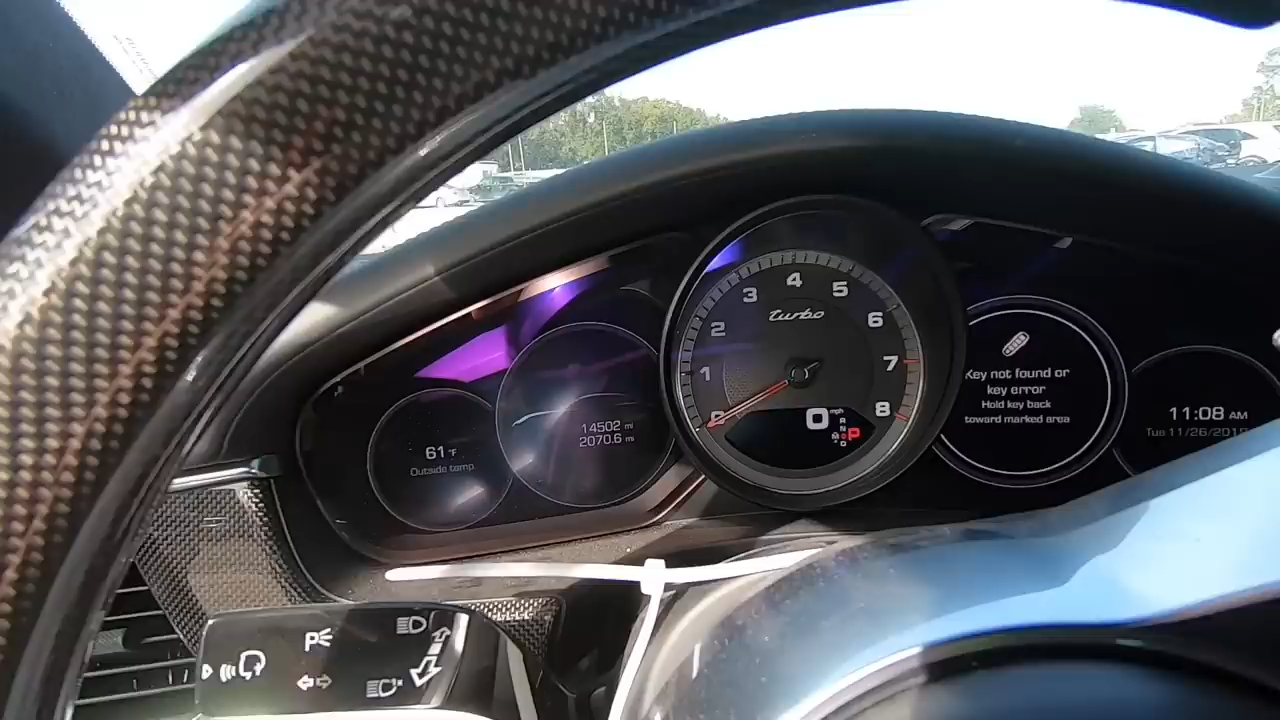 61 °F
Outside temp.
14502 mi
2070.6 mi
0
1
2
3
4
5
6
7
8
turbo
0 mph
R
N
D
M
P
Key not found or
key error
Hold key back
toward marked area
11:08 AM
Tue 11/26/2019
P